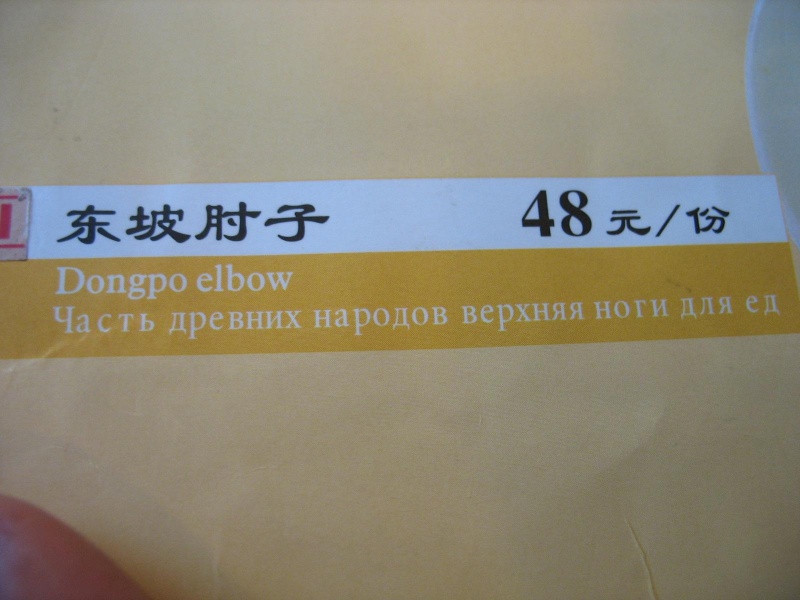 东坡肘子 48元/份
Dongpo elbow
Часть древних народов верхняя ноги для ед